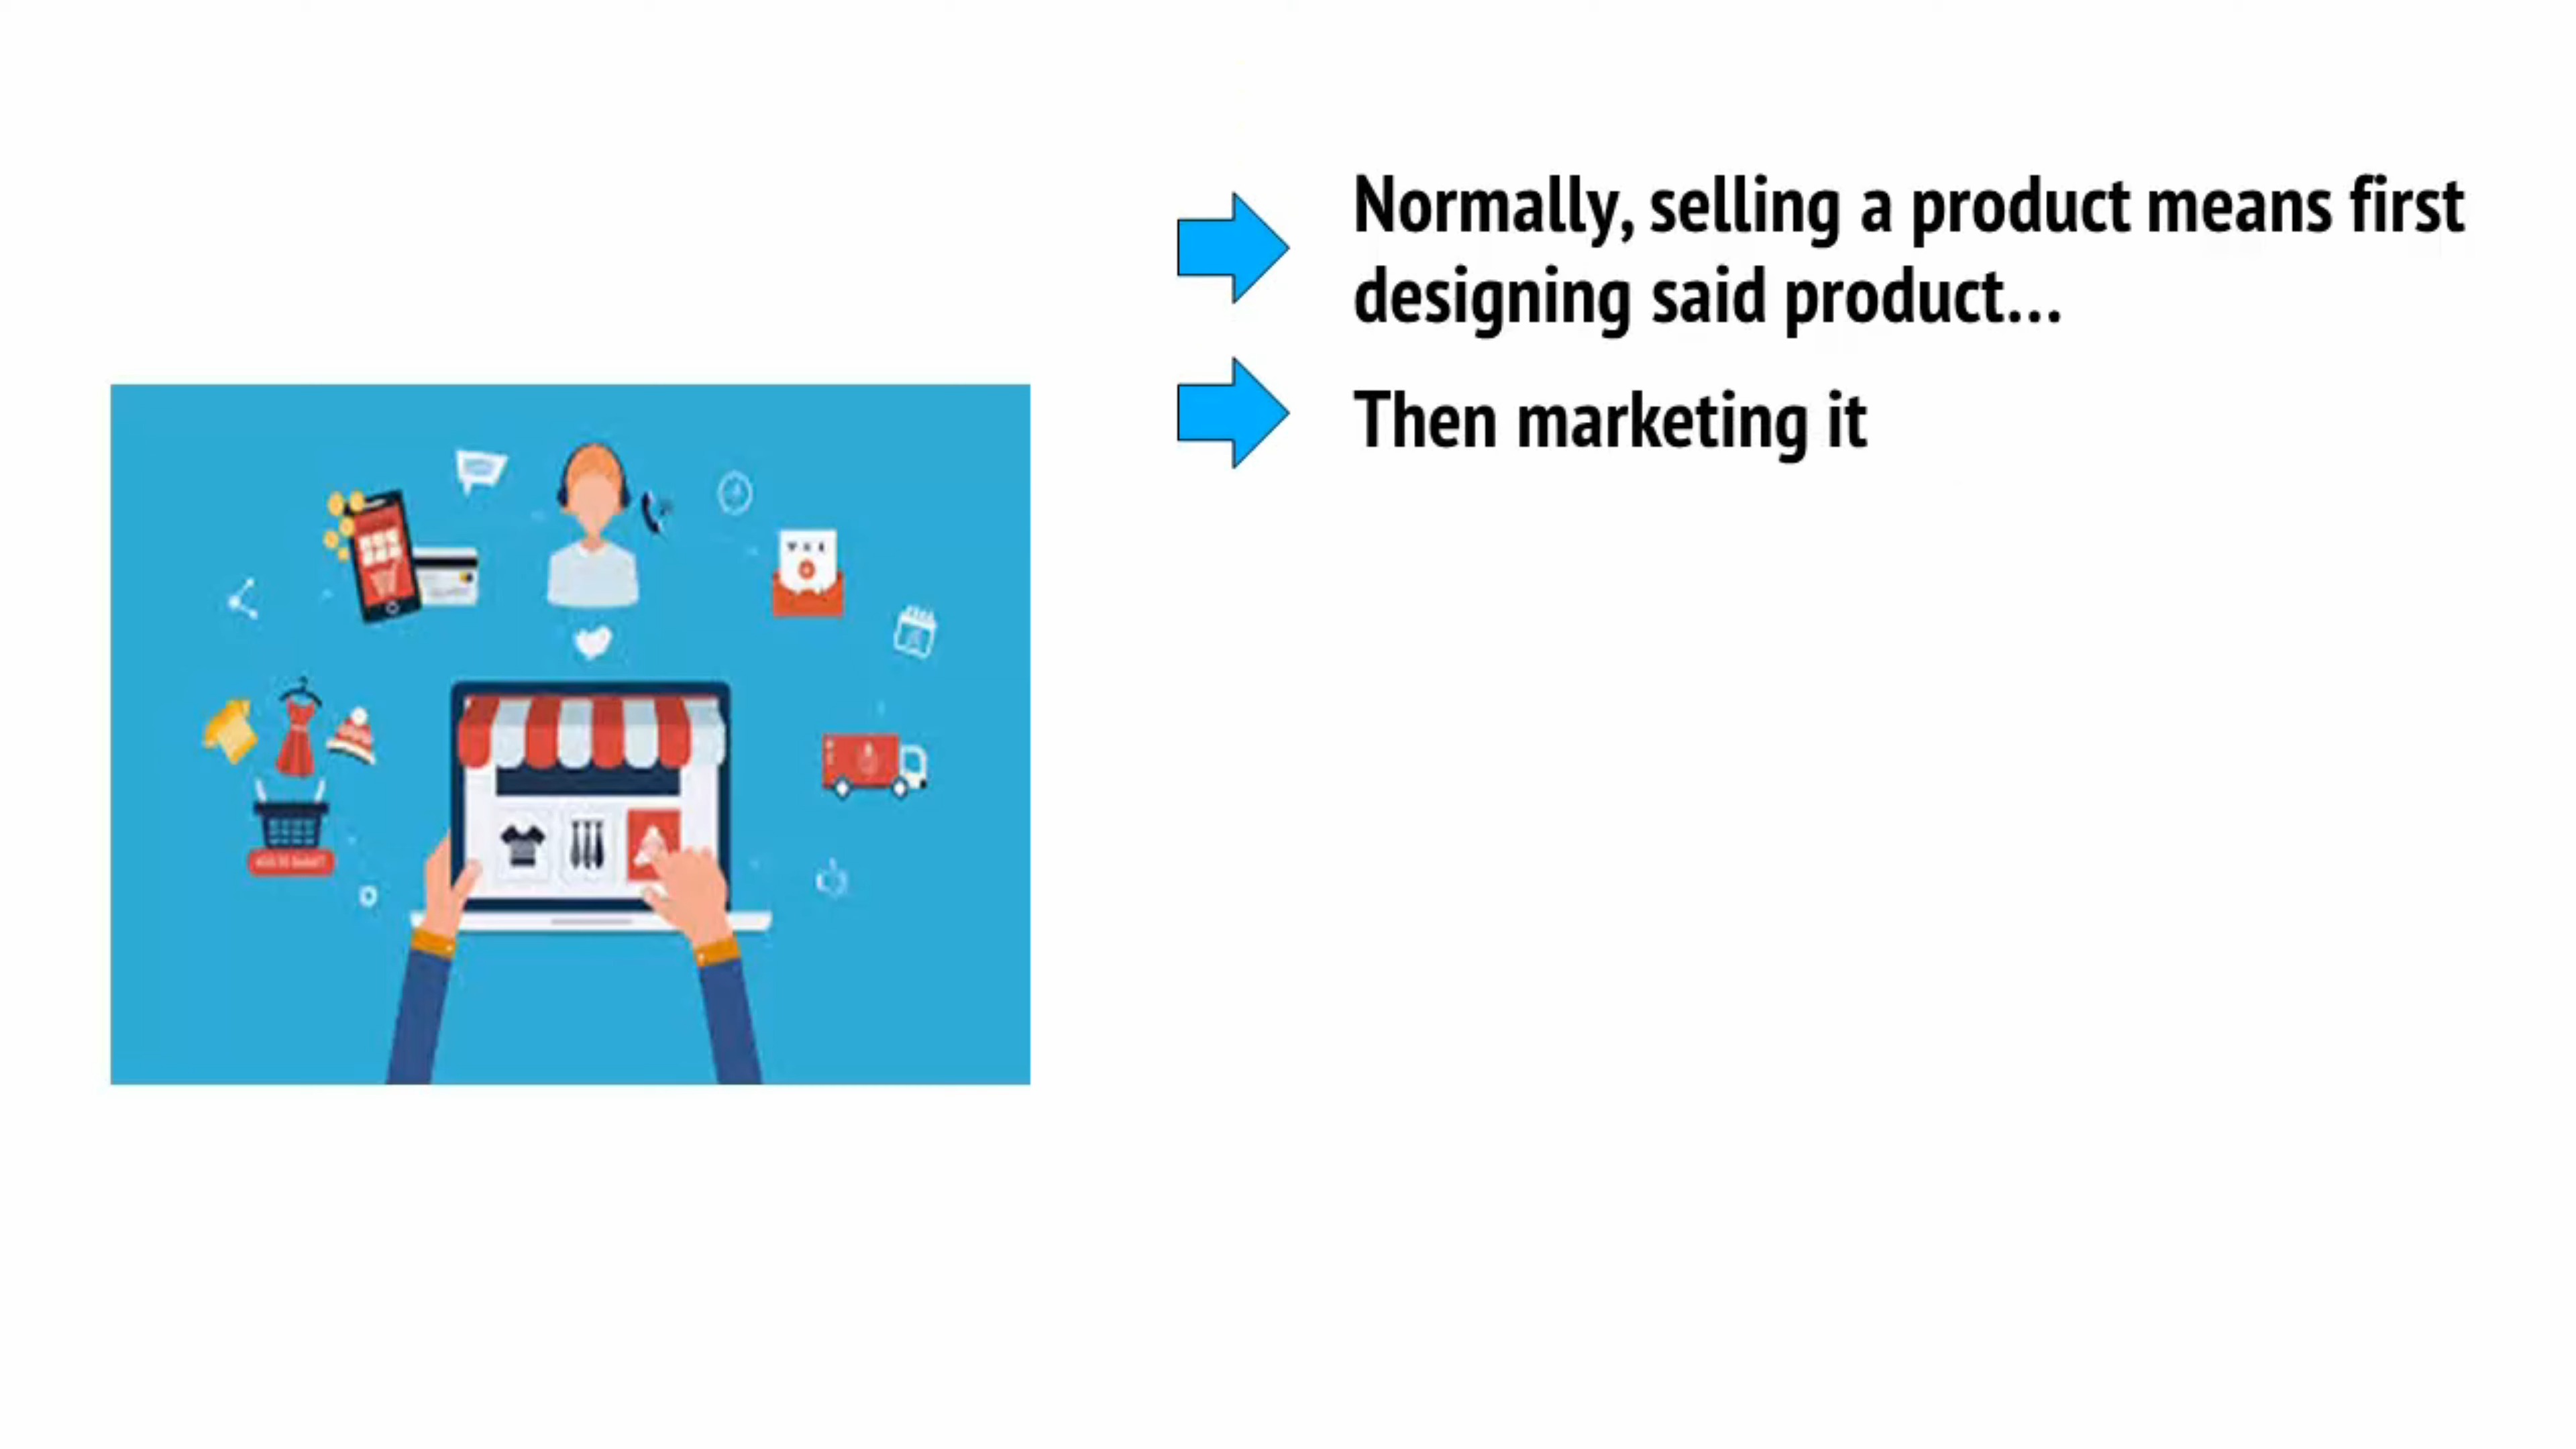 Normally, selling a product means first
designing said product...
Then marketing it